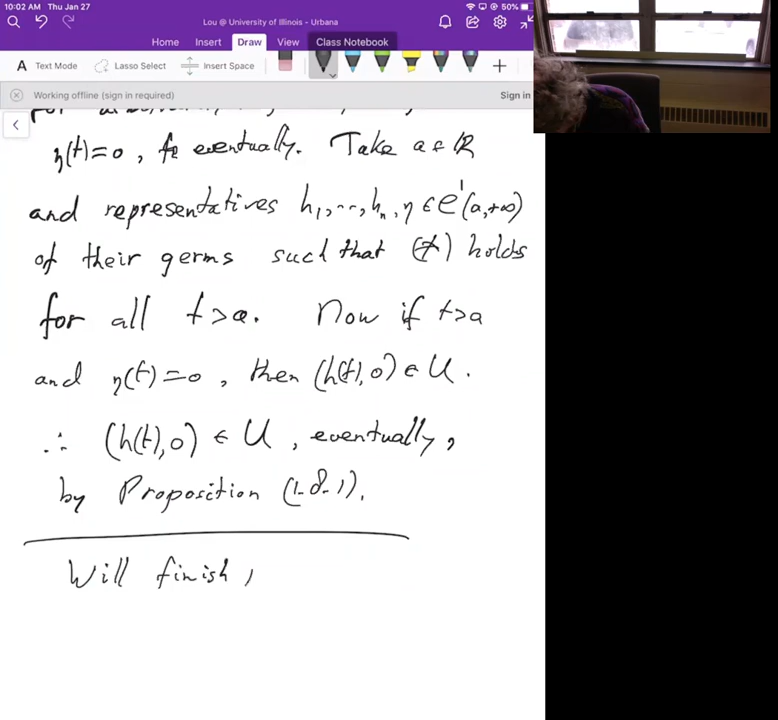 10:02 AM Thu Jan 27
50%
Lou @ University of Illinois - Urbana
Home Insert Draw View Class Notebook
A Text Mode Lasso Select Insert Space
Working offline (sign in required) Sign in
η(t)=0, eventually. Take a ∈ R
and representatives h₁,..., hₙ, η ∈ e¹(a,+∞)
of their germs such that (*) holds
for all t>a. Now if t>a
and η(t)=0, then (h(t),0) ∈ U.
∴ (h(t),0) ∈ U, eventually,
by Proposition (1.8.1).
Will finish,